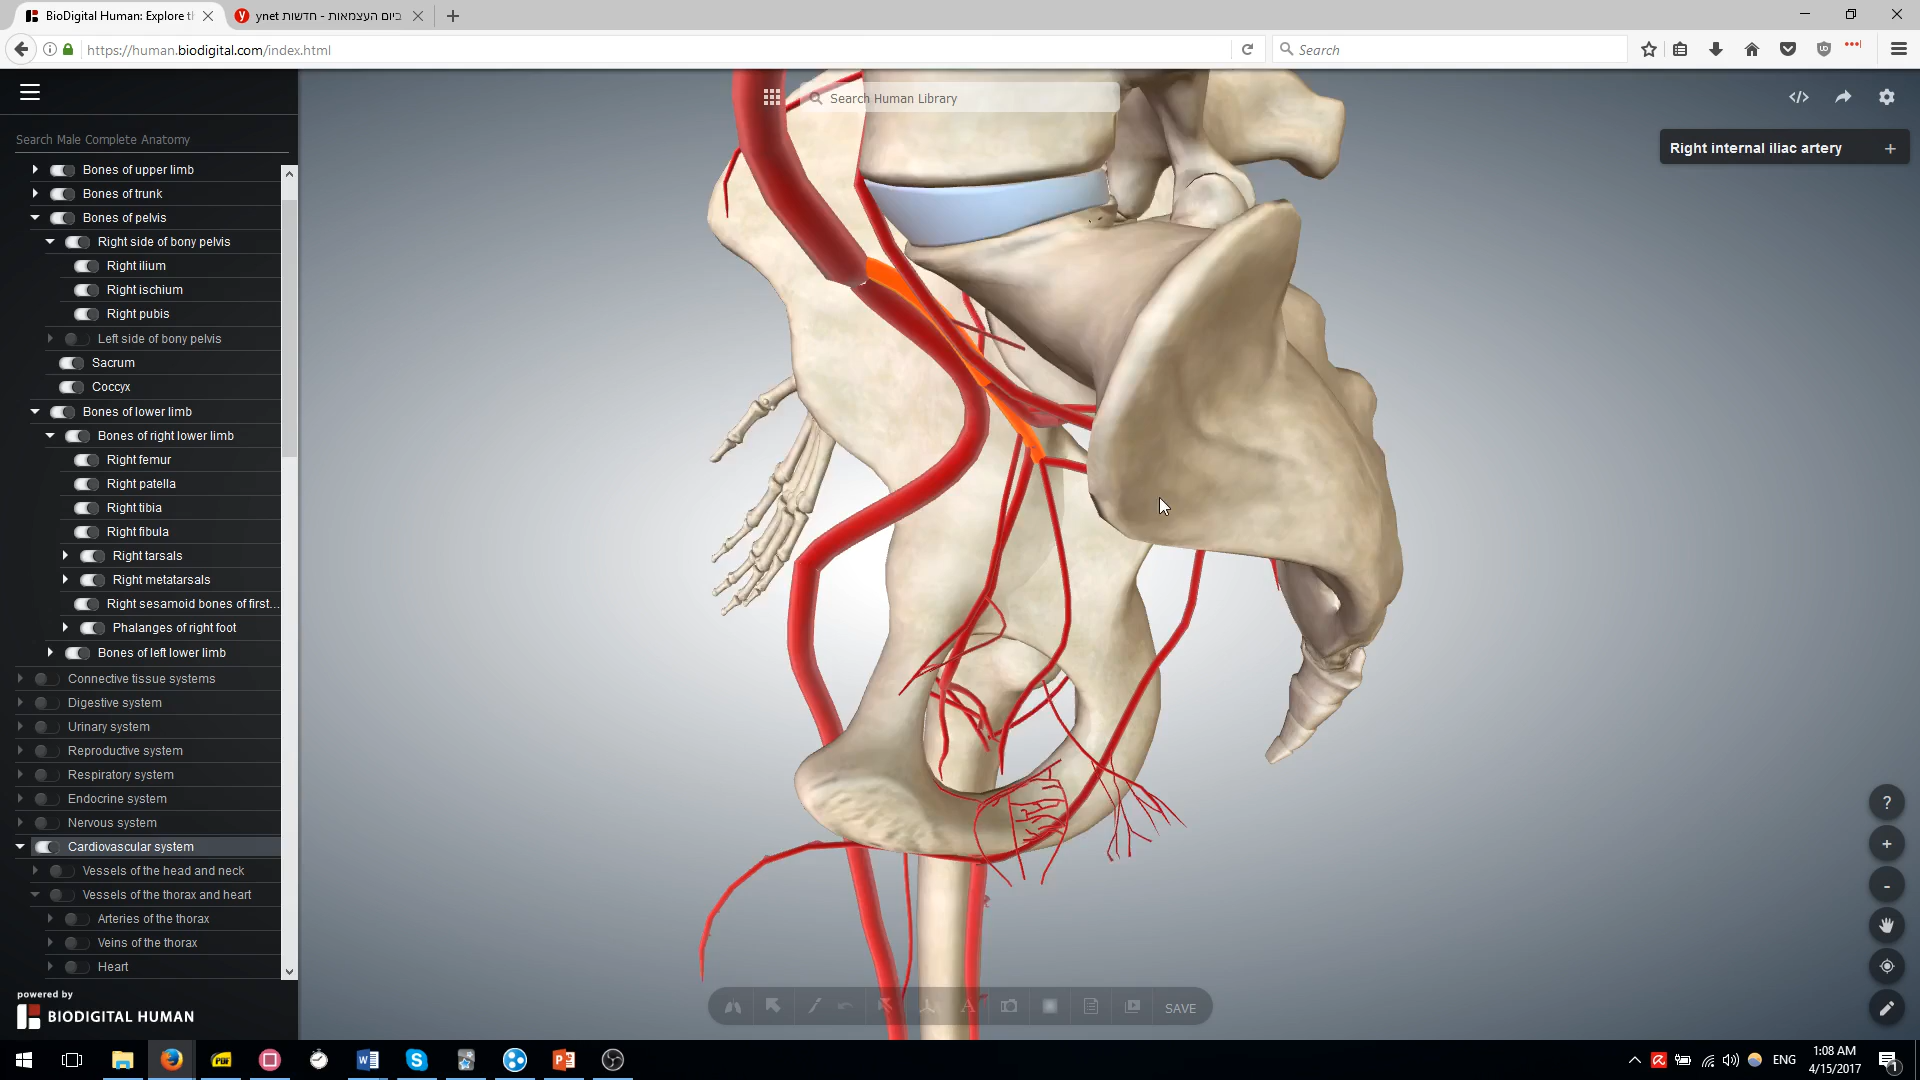 BioDigital Human: Explore th
ynet חדשות - ביום העצמאות
https://human.biodigital.com/index.html
Search
Search Human Library
Right internal iliac artery +
Search Male Complete Anatomy
Bones of upper limb
Bones of trunk
Bones of pelvis
Right side of bony pelvis
Right ilium
Right ischium
Right pubis
Left side of bony pelvis
Sacrum
Coccyx
Bones of lower limb
Bones of right lower limb
Right femur
Right patella
Right tibia
Right fibula
Right tarsals
Right metatarsals
Right sesamoid bones of first...
Phalanges of right foot
Bones of left lower limb
Connective tissue systems
Digestive system
Urinary system
Reproductive system
Respiratory system
Endocrine system
Nervous system
Cardiovascular system
Vessels of the head and neck
Vessels of the thorax and heart
Arteries of the thorax
Veins of the thorax
Heart
powered by
BIODIGITAL HUMAN
A
SAVE
?
+
-
PDF
ENG
1:08 AM
4/15/2017
1